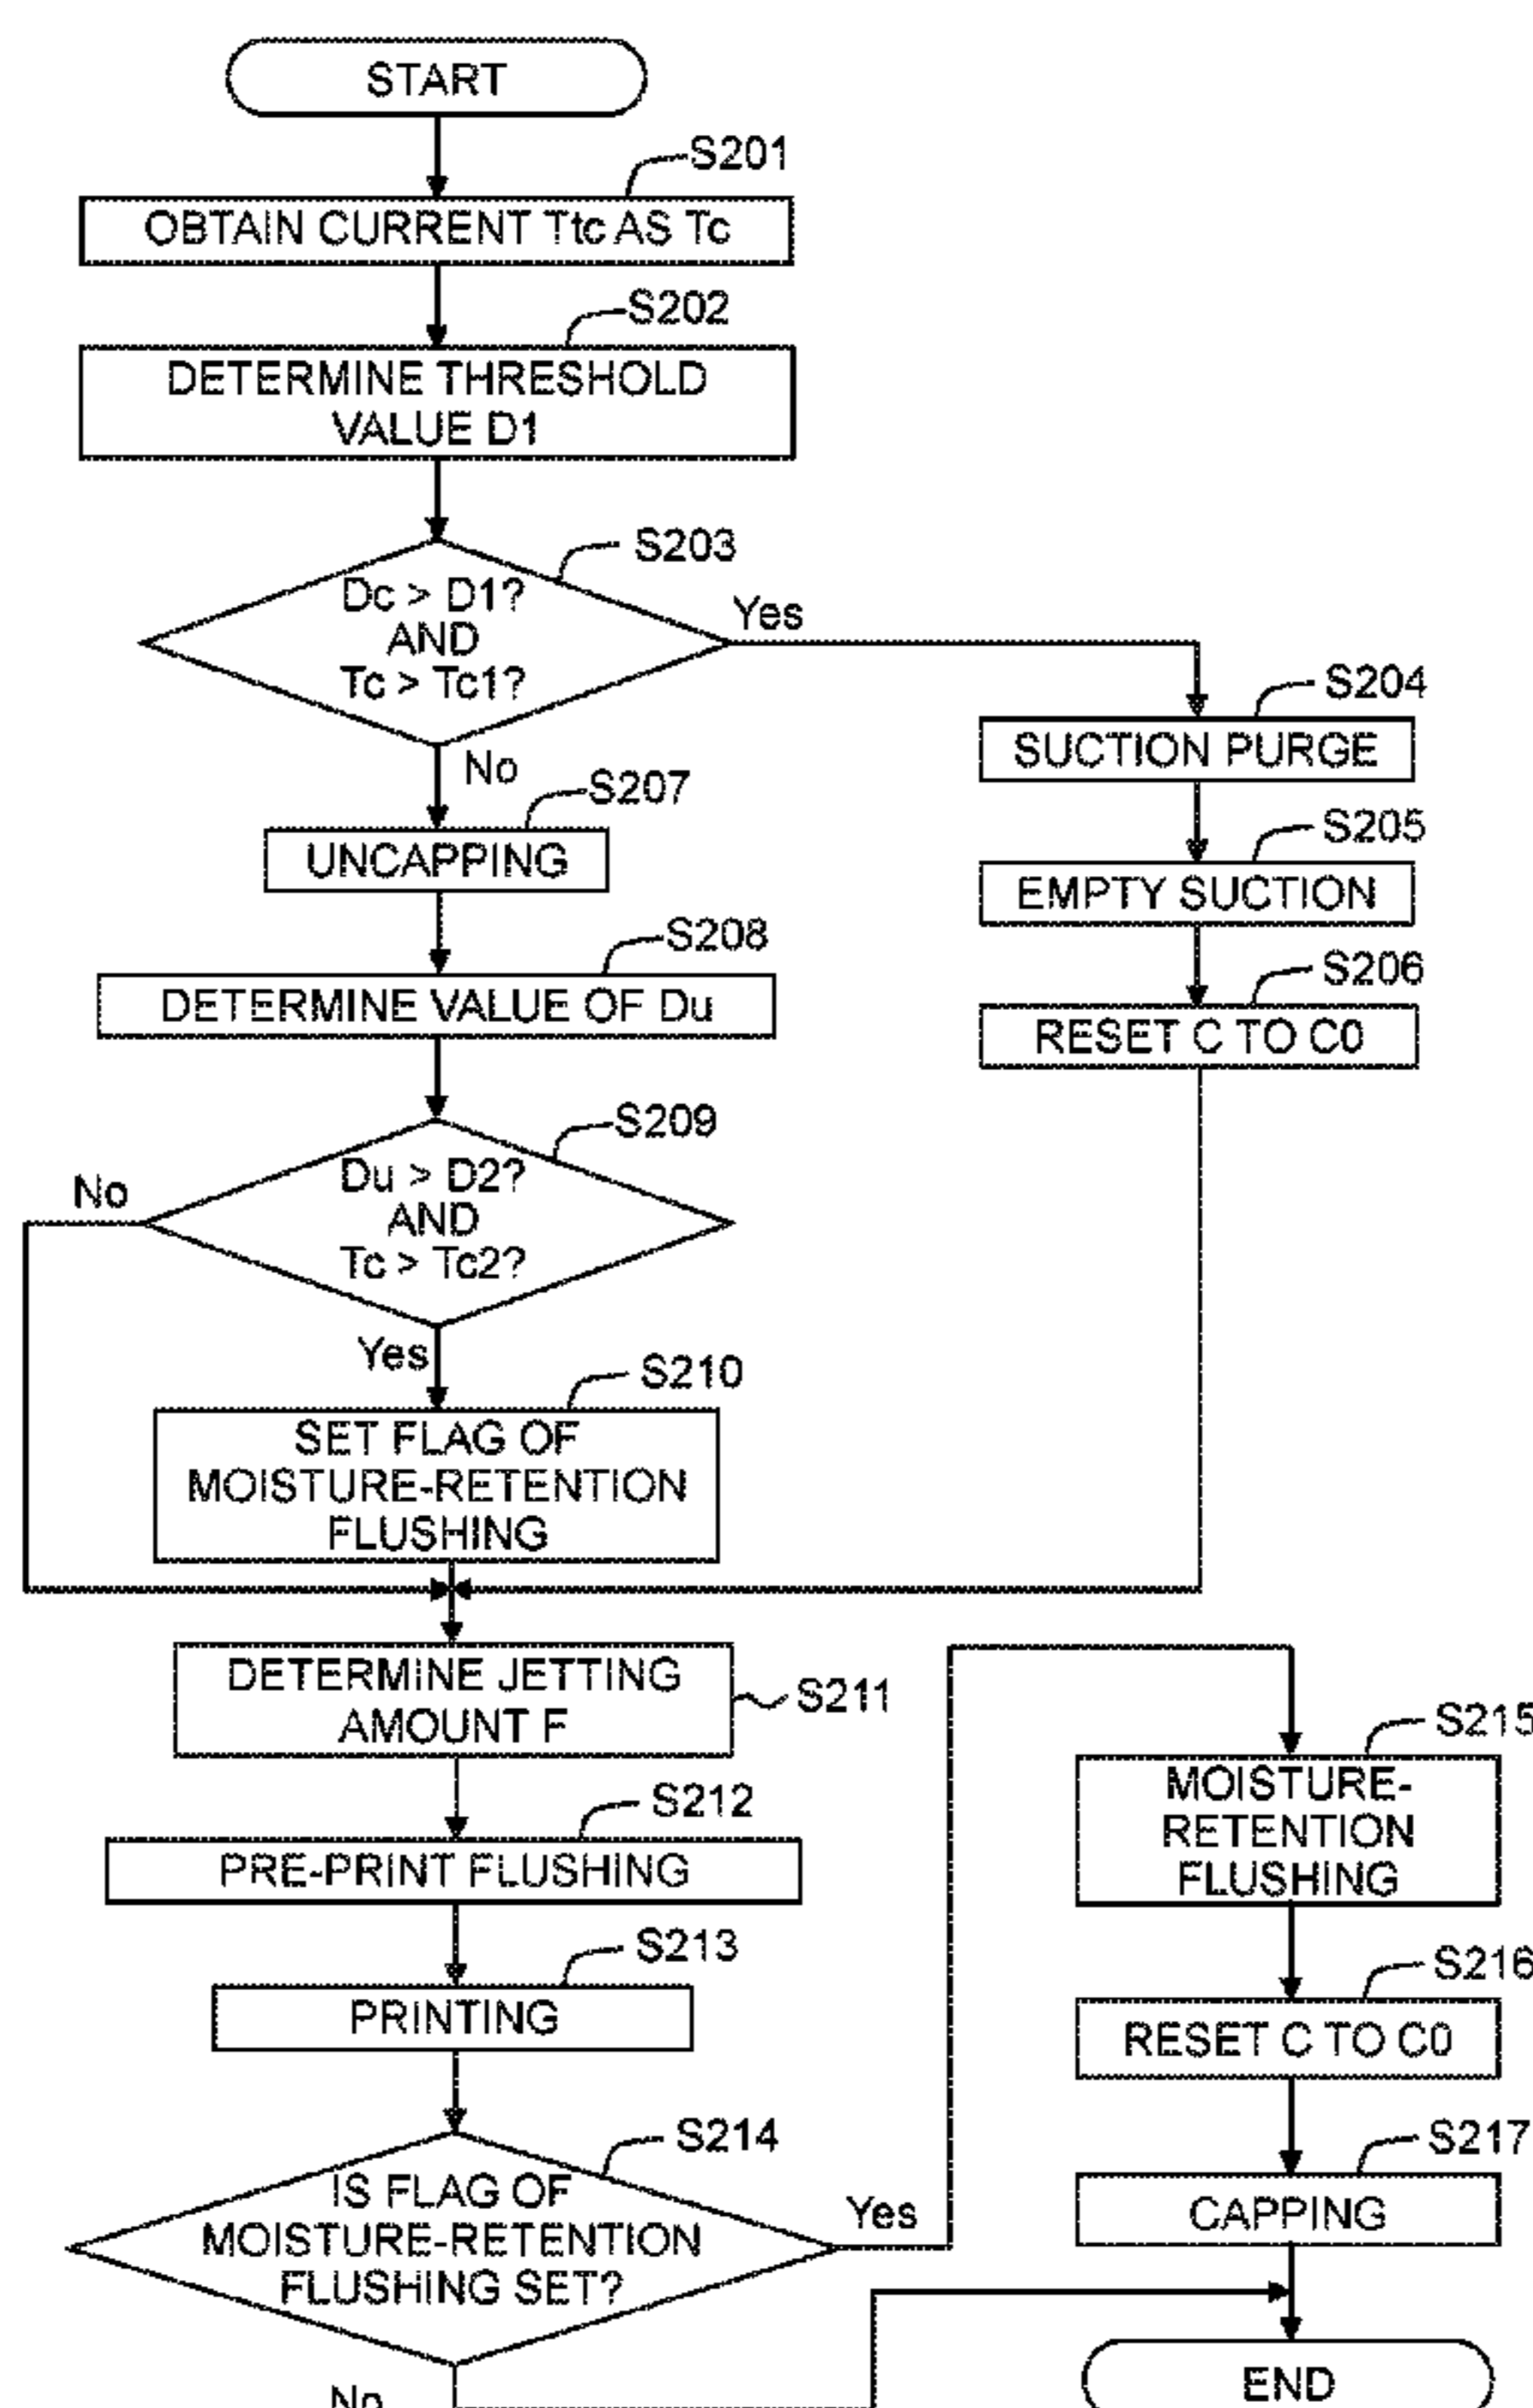 START
S201
OBTAIN CURRENT Ttc AS Tc
S202
DETERMINE THRESHOLD
VALUE D1
S203
Dc > D1?
AND
Tc > Tc1?
Yes
No
S204
SUCTION PURGE
S205
EMPTY SUCTION
S206
RESET C TO C0
S207
UNCAPPING
S208
DETERMINE VALUE OF Du
S209
Du > D2?
AND
Tc > Tc2?
No
Yes
S210
SET FLAG OF
MOISTURE-RETENTION
FLUSHING
S211
DETERMINE JETTING
AMOUNT F
S212
PRE-PRINT FLUSHING
S213
PRINTING
S214
IS FLAG OF
MOISTURE-RETENTION
FLUSHING SET?
Yes
No
S215
MOISTURE-
RETENTION
FLUSHING
S216
RESET C TO C0
S217
CAPPING
END